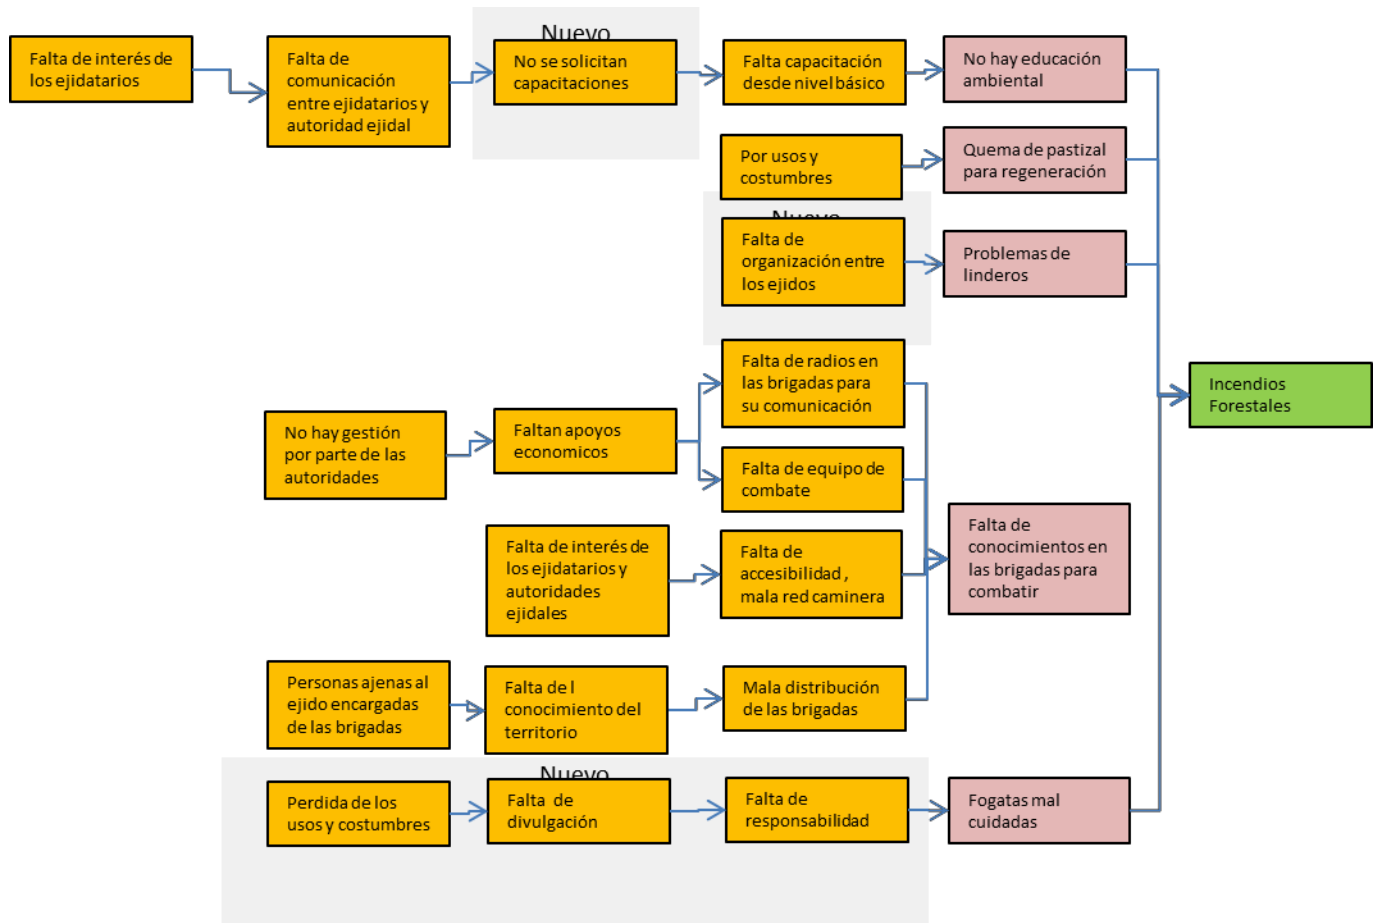 Nuevo
Falta de interés de
los ejidatarios
Falta de
comunicación
entre ejidatarios y
autoridad ejidal
No se solicitan
capacitaciones
Falta capacitación
desde nivel básico
No hay educación
ambiental
Por usos y
costumbres
Quema de pastizal
para regeneración
Nuevo
Falta de
organización entre
los ejidos
Problemas de
linderos
Falta de radios en
las brigadas para
su comunicación
Incendios
Forestales
No hay gestión
por parte de las
autoridades
Faltan apoyos
economicos
Falta de equipo de
combate
Falta de interés de
los ejidatarios y
autoridades
ejidales
Falta de
accesibilidad ,
mala red caminera
Falta de
conocimientos en
las brigadas para
combatir
Personas ajenas al
ejido encargadas
de las brigadas
Falta de l
conocimiento del
territorio
Mala distribución
de las brigadas
Nuevo
Perdida de los
usos y costumbres
Falta  de
divulgación
Falta de
responsabilidad
Fogatas mal
cuidadas